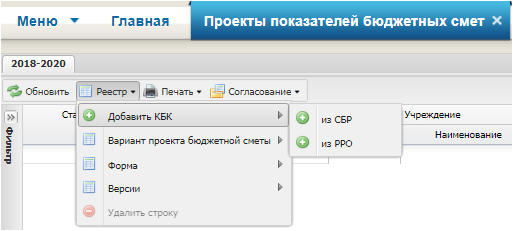 Меню Главная Проекты показателей бюджетных смет
2018-2020
Обновить Реестр Печать Согласование
Ста Учреждение
Добавить КБК из СБР
Наименование
Вариант проекта бюджетной сметы из РРО
Форма
Версии
Удалить строку
Фильтр